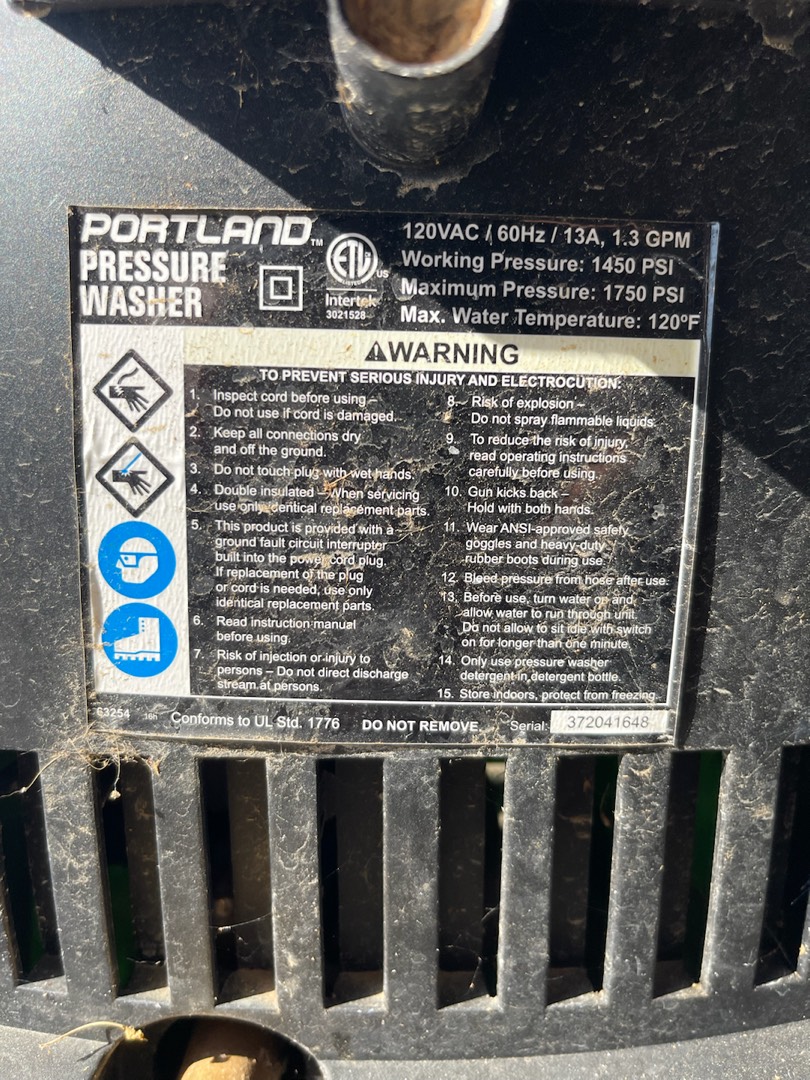 PORTLAND™
PRESSURE
WASHER
ETL
LISTED
US
Intertek
3021528
120VAC / 60Hz / 13A, 1.3 GPM
Working Pressure: 1450 PSI
Maximum Pressure: 1750 PSI
Max. Water Temperature: 120ºF
WARNING
TO PREVENT SERIOUS INJURY AND ELECTROCUTION:
1. Inspect cord before using –
Do not use if cord is damaged.
2. Keep all connections dry
and off the ground.
3. Do not touch plug with wet hands.
4. Double insulated – When servicing
use only identical replacement parts.
5. This product is provided with a
ground fault circuit interrupter
built into the power cord plug.
If replacement of the plug
or cord is needed, use only
identical replacement parts.
6. Read instruction manual
before using.
7. Risk of injection or injury to
persons – Do not direct discharge
stream at persons.
8. Risk of explosion –
Do not spray flammable liquids.
9. To reduce the risk of injury,
read operating instructions
carefully before using.
10. Gun kicks back –
Hold with both hands.
11. Wear ANSI-approved safety
goggles and heavy-duty
rubber boots during use.
12. Bleed pressure from hose after use.
13. Before use, turn water on and
allow water to run through unit.
Do not allow to sit idle with switch
on for longer than one minute.
14. Only use pressure washer
detergent in detergent bottle.
15. Store indoors, protect from freezing.
63254 16h Conforms to UL Std. 1776 DO NOT REMOVE. Serial: 372041648